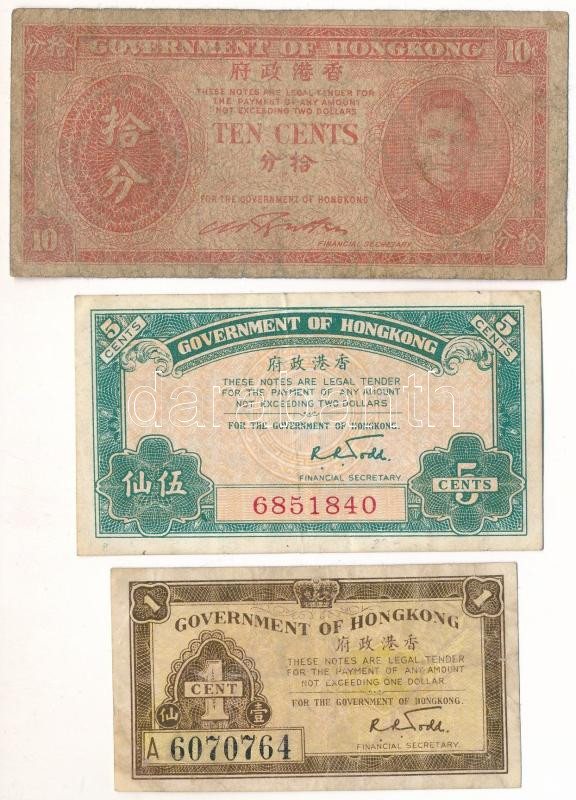 分拾
GOVERNMENT OF HONGKONG
10¢
府政港香
THESE NOTES ARE LEGAL TENDER FOR
THE PAYMENT OF ANY AMOUNT
NOT EXCEEDING TWO DOLLARS
拾分
TEN CENTS
分拾
FOR THE GOVERNMENT OF HONGKONG
10
FINANCIAL SECRETARY.
分拾
5 CENTS
GOVERNMENT OF HONGKONG
5 CENTS
府政港香
THESE NOTES ARE LEGAL TENDER
FOR THE PAYMENT OF ANY AMOUNT
NOT EXCEEDING TWO DOLLARS
FOR THE GOVERNMENT OF HONGKONG.
R.R. Todd.
FINANCIAL SECRETARY.
仙伍
5 CENTS
6851840
1
GOVERNMENT OF HONGKONG
1
府政港香
THESE NOTES ARE LEGAL TENDER
FOR THE PAYMENT OF ANY AMOUNT
NOT EXCEEDING ONE DOLLAR.
1 CENT
仙壹
FOR THE GOVERNMENT OF HONGKONG.
R.R. Todd.
A 6070764
FINANCIAL SECRETARY.